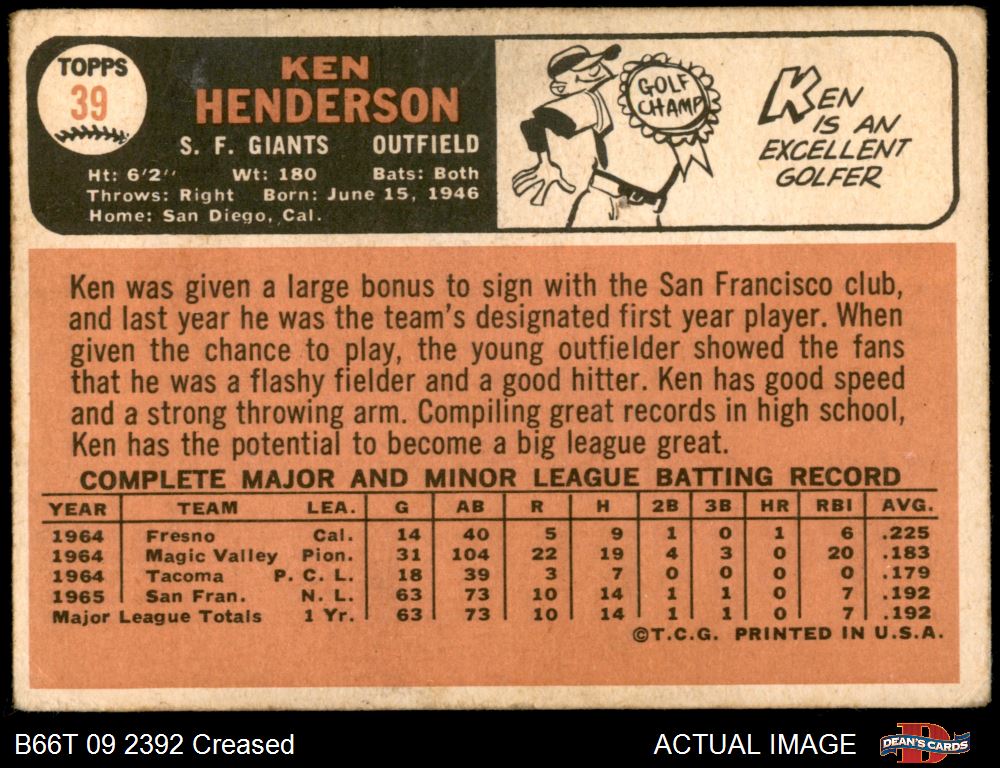 TOPPS
39
KEN
HENDERSON
S. F. GIANTS OUTFIELD
Ht: 6'2" Wt: 180 Bats: Both
Throws: Right Born: June 15, 1946
Home: San Diego, Cal.
GOLF
CHAMP
KEN
IS AN
EXCELLENT
GOLFER
Ken was given a large bonus to sign with the San Francisco club,
and last year he was the team's designated first year player. When
given the chance to play, the young outfielder showed the fans
that he was a flashy fielder and a good hitter. Ken has good speed
and a strong throwing arm. Compiling great records in high school,
Ken has the potential to become a big league great.
COMPLETE MAJOR AND MINOR LEAGUE BATTING RECORD
YEAR TEAM LEA. G AB R H 2B 3B HR RBI AVG.
1964 Fresno Cal. 14 40 5 9 1 0 1 6 .225
1964 Magic Valley Pion. 31 104 22 19 4 3 0 20 .183
1964 Tacoma P. C. L. 18 39 3 7 0 0 0 0 .179
1965 San Fran. N. L. 63 73 10 14 1 1 0 7 .192
Major League Totals 1 Yr. 63 73 10 14 1 1 0 7 .192
©T.C.G. PRINTED IN U.S.A.
B66T 09 2392 Creased
ACTUAL IMAGE
B
DEAN'S CARDS